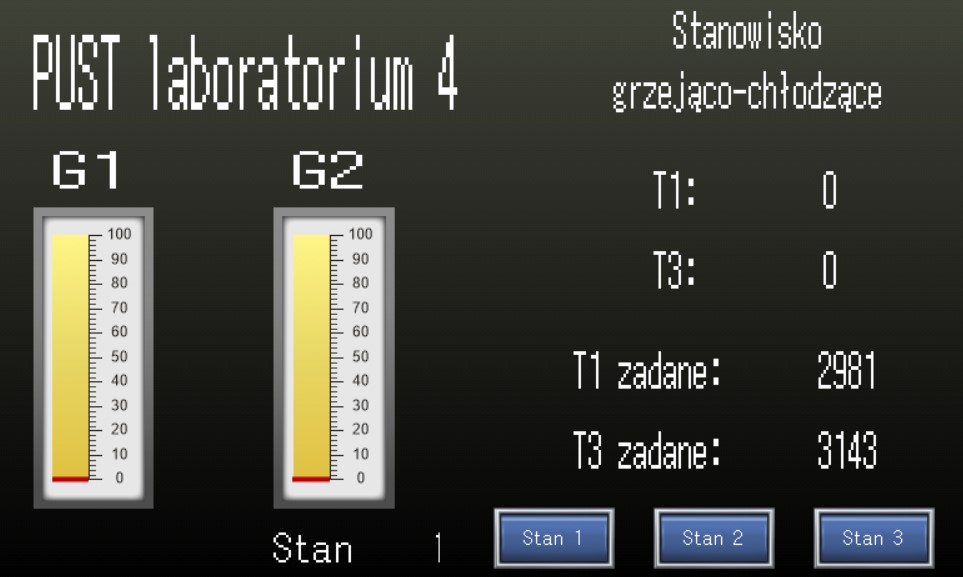 PUST laboratorium 4
Stanowisko
grzejąco-chłodzące
G1 G2
100 100
90 90
80 80
70 70
60 60
50 50
40 40
30 30
20 20
10 10
0 0
T1: 0
T3: 0
T1 zadane: 2981
T3 zadane: 3143
Stan 1
Stan 1 Stan 2 Stan 3